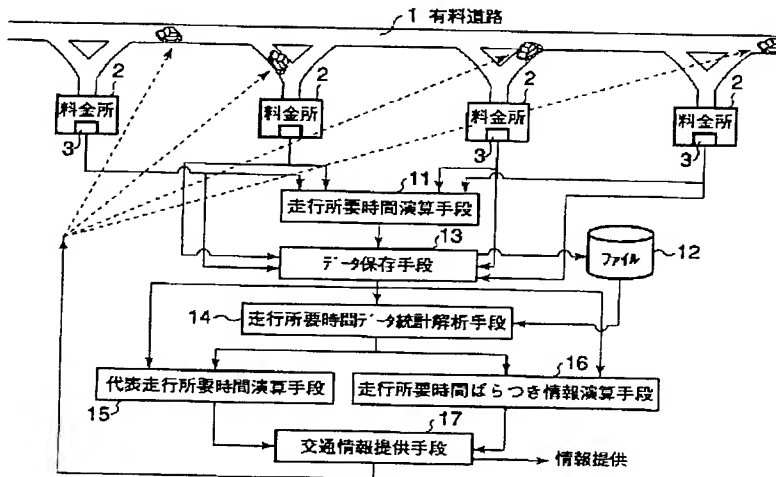 1 有料道路
2 2 2 2
料金所 料金所 料金所 料金所
3 3 3
11
走行所要時間演算手段
13
データ保存手段
ファイル 12
14 走行所要時間データ統計解析手段
16
代表走行所要時間演算手段 走行所要時間ばらつき情報演算手段
15 17
交通情報提供手段
情報提供